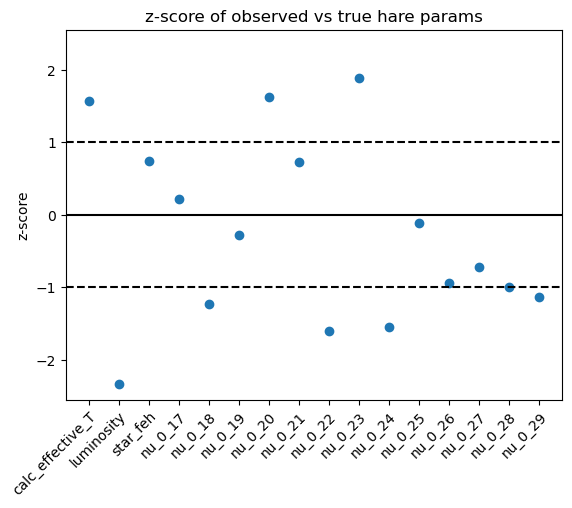 z-score of observed vs true hare params
z-score
2
1
0
−1
−2
calc_effective_T
luminosity
star_feh
nu_0_17
nu_0_18
nu_0_19
nu_0_20
nu_0_21
nu_0_22
nu_0_23
nu_0_24
nu_0_25
nu_0_26
nu_0_27
nu_0_28
nu_0_29